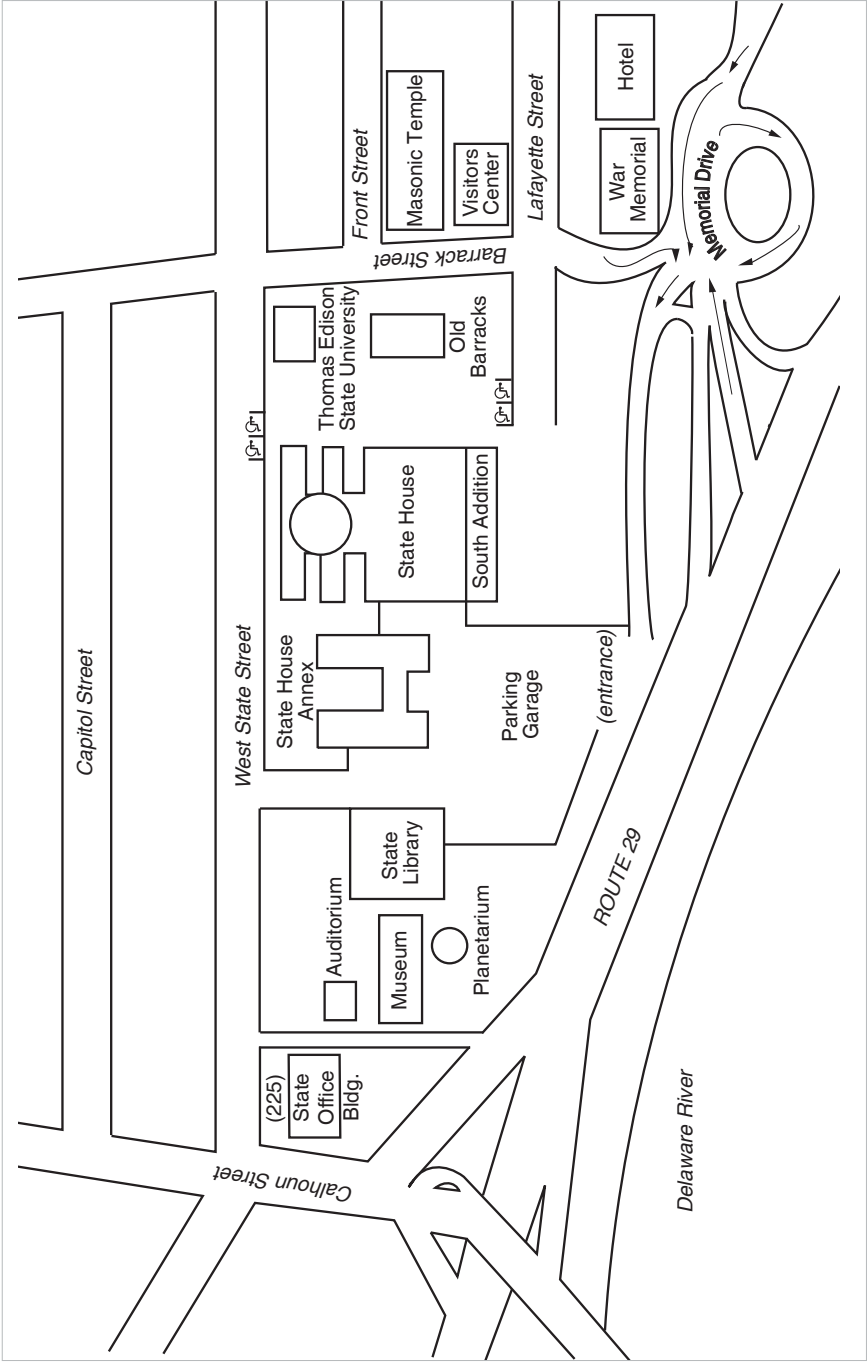 Capitol Street
West State Street
Calhoun Street
(225)
State
Office
Bldg.
Auditorium
Museum
Planetarium
State
Library
State House
Annex
Parking
Garage
(entrance)
State House
South Addition
Thomas Edison
State University
Old
Barracks
Barrack Street
Front Street
Masonic Temple
Visitors
Center
Lafayette Street
War
Memorial
Hotel
Memorial Drive
ROUTE 29
Delaware River